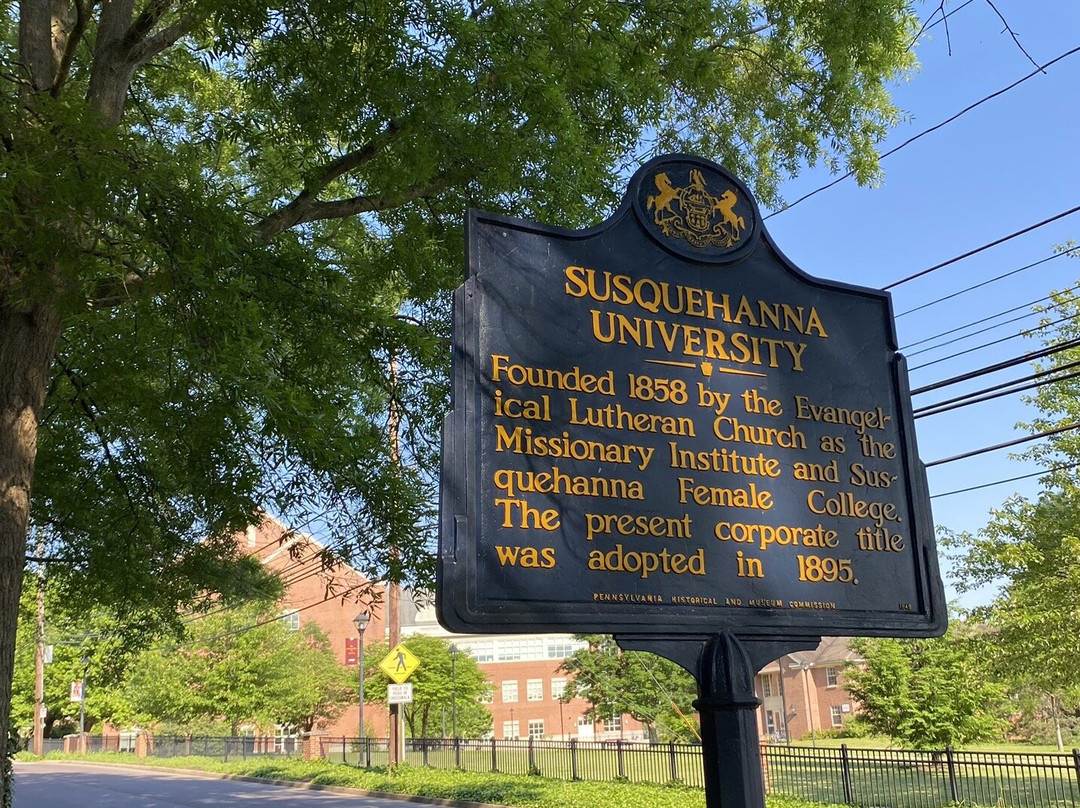 SUSQUEHANNA
UNIVERSITY
Founded 1858 by the Evangel-
ical Lutheran Church as the
Missionary Institute and Sus-
quehanna Female College.
The present corporate title
was adopted in 1895.
PENNSYLVANIA HISTORICAL AND MUSEUM COMMISSION